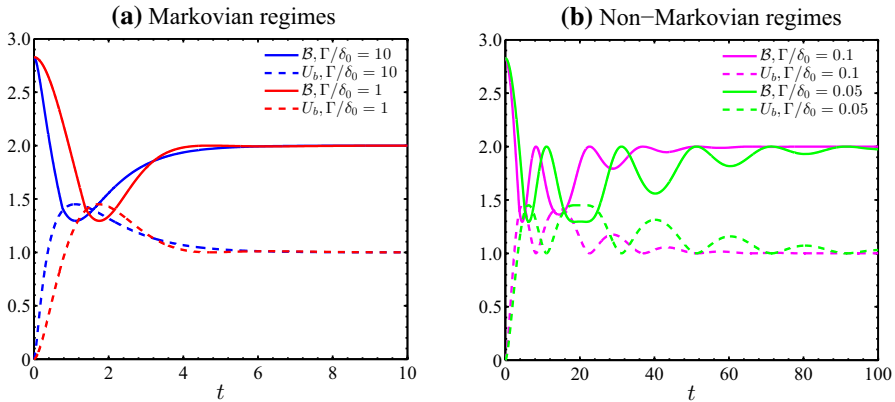 (a) Markovian regimes
3.0
2.5
2.0
1.5
1.0
0.5
0
0 2 4 6 8 10
t
ℬ, Γ/δ₀ = 10
U_b, Γ/δ₀ = 10
ℬ, Γ/δ₀ = 1
U_b, Γ/δ₀ = 1
(b) Non−Markovian regimes
3.0
2.5
2.0
1.5
1.0
0.5
0
0 20 40 60 80 100
t
ℬ, Γ/δ₀ = 0.1
U_b, Γ/δ₀ = 0.1
ℬ, Γ/δ₀ = 0.05
U_b, Γ/δ₀ = 0.05